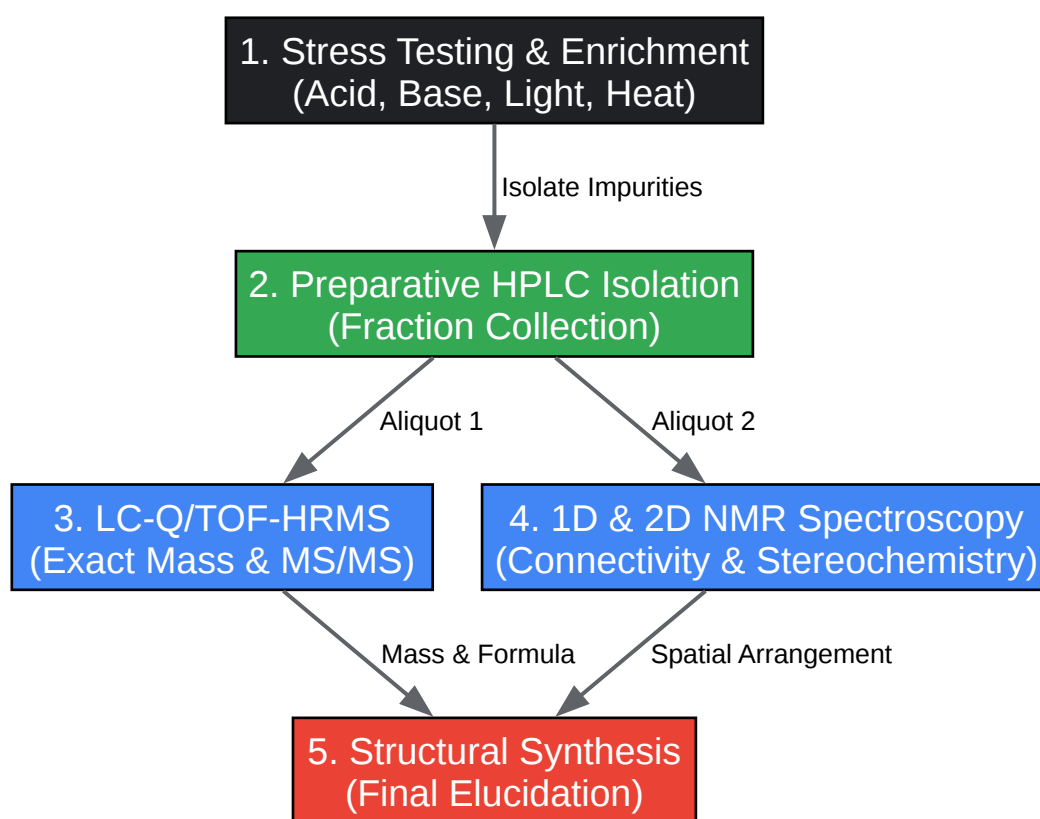 1. Stress Testing & Enrichment
(Acid, Base, Light, Heat)
Isolate Impurities
2. Preparative HPLC Isolation
(Fraction Collection)
Aliquot 1
Aliquot 2
3. LC-Q/TOF-HRMS
(Exact Mass & MS/MS)
4. 1D & 2D NMR Spectroscopy
(Connectivity & Stereochemistry)
Mass & Formula
Spatial Arrangement
5. Structural Synthesis
(Final Elucidation)